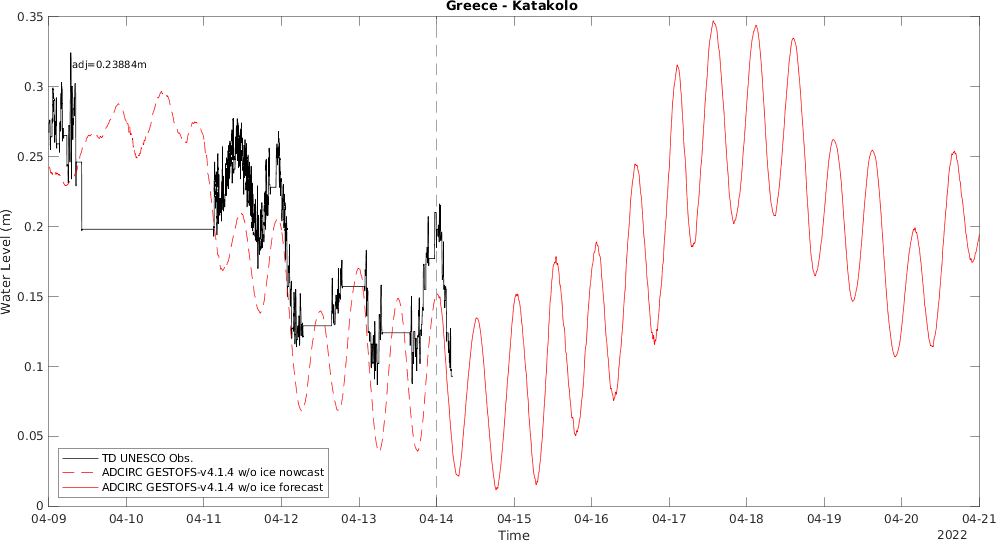 Greece - Katakolo
0.35
0.3
0.25
0.2
0.15
0.1
0.05
0
Water Level (m)
adj=0.23884m
TD UNESCO Obs.
ADCIRC GESTOFS-v4.1.4 w/o ice nowcast
ADCIRC GESTOFS-v4.1.4 w/o ice forecast
04-09 04-10 04-11 04-12 04-13 04-14 04-15 04-16 04-17 04-18 04-19 04-20 04-21
Time
2022